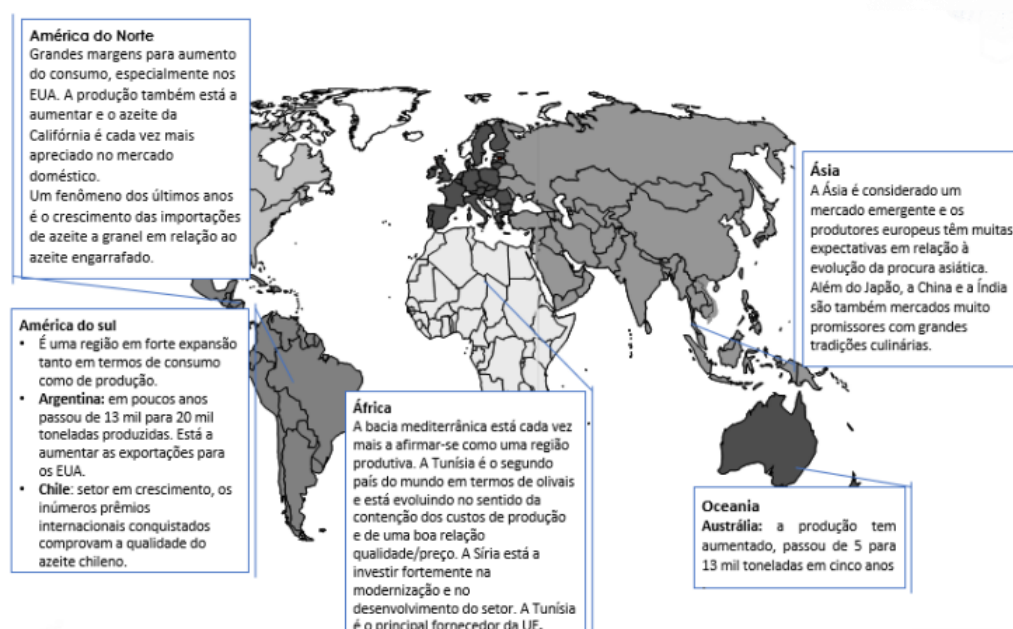 América do Norte
Grandes margens para aumento
do consumo, especialmente nos
EUA. A produção também está a
aumentar e o azeite da
Califórnia é cada vez mais
apreciado no mercado
doméstico.
Um fenômeno dos últimos anos
é o crescimento das importações
de azeite a granel em relação ao
azeite engarrafado.
América do sul
• É uma região em forte expansão
tanto em termos de consumo
como de produção.
• Argentina: em poucos anos
passou de 13 mil para 20 mil
toneladas produzidas. Está a
aumentar as exportações para
os EUA.
• Chile: setor em crescimento, os
inúmeros prêmios
internacionais conquistados
comprovam a qualidade do
azeite chileno.
África
A bacia mediterrânica está cada vez
mais a afirmar-se como uma região
produtiva. A Tunísia é o segundo
país do mundo em termos de olivais
e está evoluindo no sentido da
contenção dos custos de produção
e de uma boa relação
qualidade/preço. A Síria está a
investir fortemente na
modernização e no
desenvolvimento do setor. A Tunísia
é o principal fornecedor da UE.
Ásia
A Ásia é considerado um
mercado emergente e os
produtores europeus têm muitas
expectativas em relação à
evolução da procura asiática.
Além do Japão, a China e a Índia
são também mercados muito
promissores com grandes
tradições culinárias.
Oceania
Austrália: a produção tem
aumentado, passou de 5 para
13 mil toneladas em cinco anos